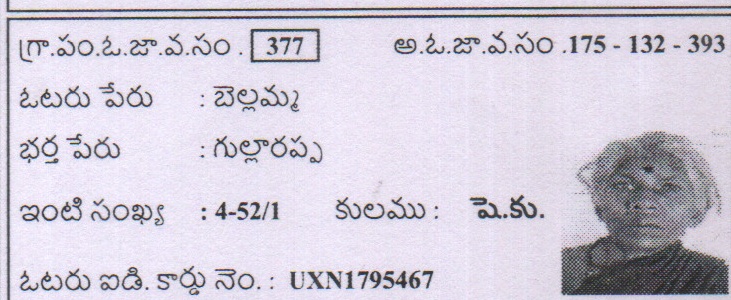 గ్రా.పం.ఓ.జా.వ.సం . 377 అ.ఓ.జా.వ.సం .175 - 132 - 393
ఓటరు పేరు : బెల్లమ్మ
భర్త పేరు : గుల్లారప్ప
ఇంటి సంఖ్య : 4-52/1 కులము : షె.కు.
ఓటరు ఐడి. కార్డు నెం. : UXN1795467